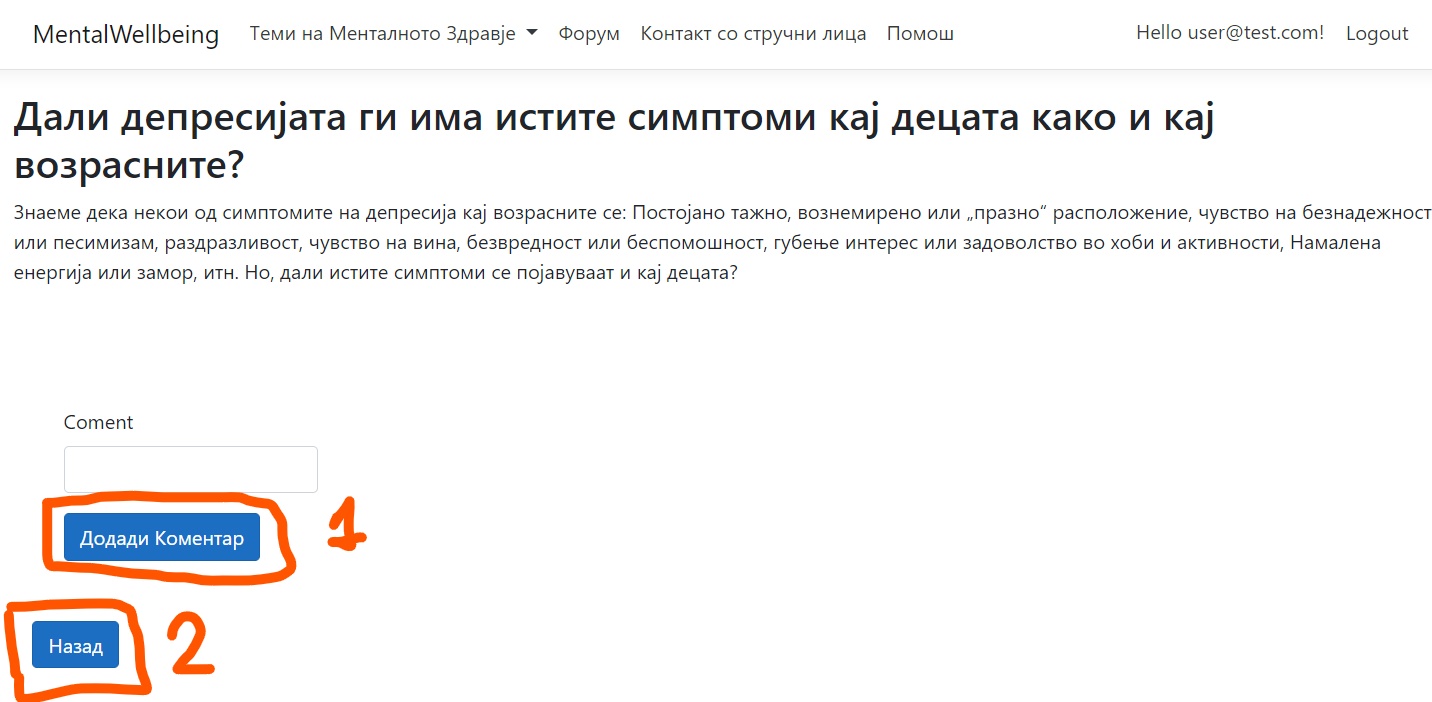 MentalWellbeing Теми на Менталното Здравје Форум Контакт со стручни лица Помош Hello user@test.com! Logout
Дали депресијата ги има истите симптоми кај децата како и кај
возрасните?
Знаеме дека некои од симптомите на депресија кај возрасните се: Постојано тажно, вознемирено или „празно“ расположение, чувство на безнадежност
или песимизам, раздразливост, чувство на вина, безвредност или беспомошност, губење интерес или задоволство во хоби и активности, Намалена
енергија или замор, итн. Но, дали истите симптоми се појавуваат и кај децата?
Coment
Додади Коментар 1
Назад 2